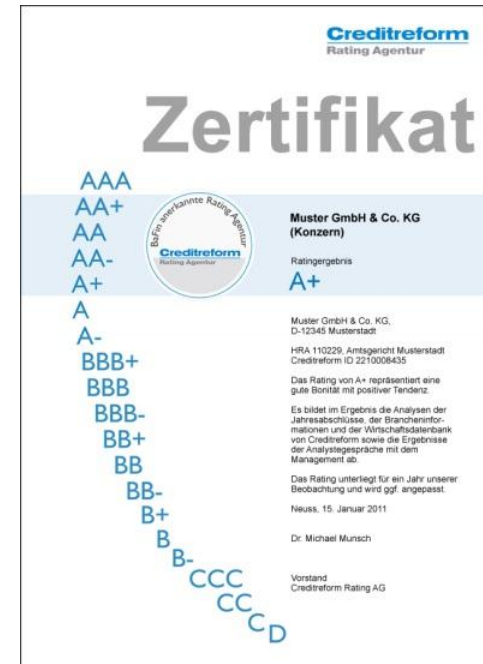 Creditreform
Rating Agentur
Zertifikat
AAA
AA+
AA
AA-
A+
A
A-
BBB+
BBB
BBB-
BB+
BB
BB-
B+
B
B-
CCC
CC
C
D
BaFin anerkannte Rating Agentur
Creditreform
Rating Agentur
Muster GmbH & Co. KG
(Konzern)
Ratingergebnis
A+
Muster GmbH & Co. KG,
D-12345 Musterstadt
HRA 110229, Amtsgericht Musterstadt
Creditreform ID 2210008435
Das Rating von A+ repräsentiert eine
gute Bonität mit positiver Tendenz.
Es bildet im Ergebnis die Analysen der
Jahresabschlüsse, der Brancheninfor-
mationen und der Wirtschaftsdatenbank
von Creditreform sowie die Ergebnisse
der Analystegespräche mit dem
Management ab.
Das Rating unterliegt für ein Jahr unserer
Beobachtung und wird ggf. angepasst.
Neuss, 15. Januar 2011
Dr. Michael Munsch
Vorstand
Creditreform Rating AG